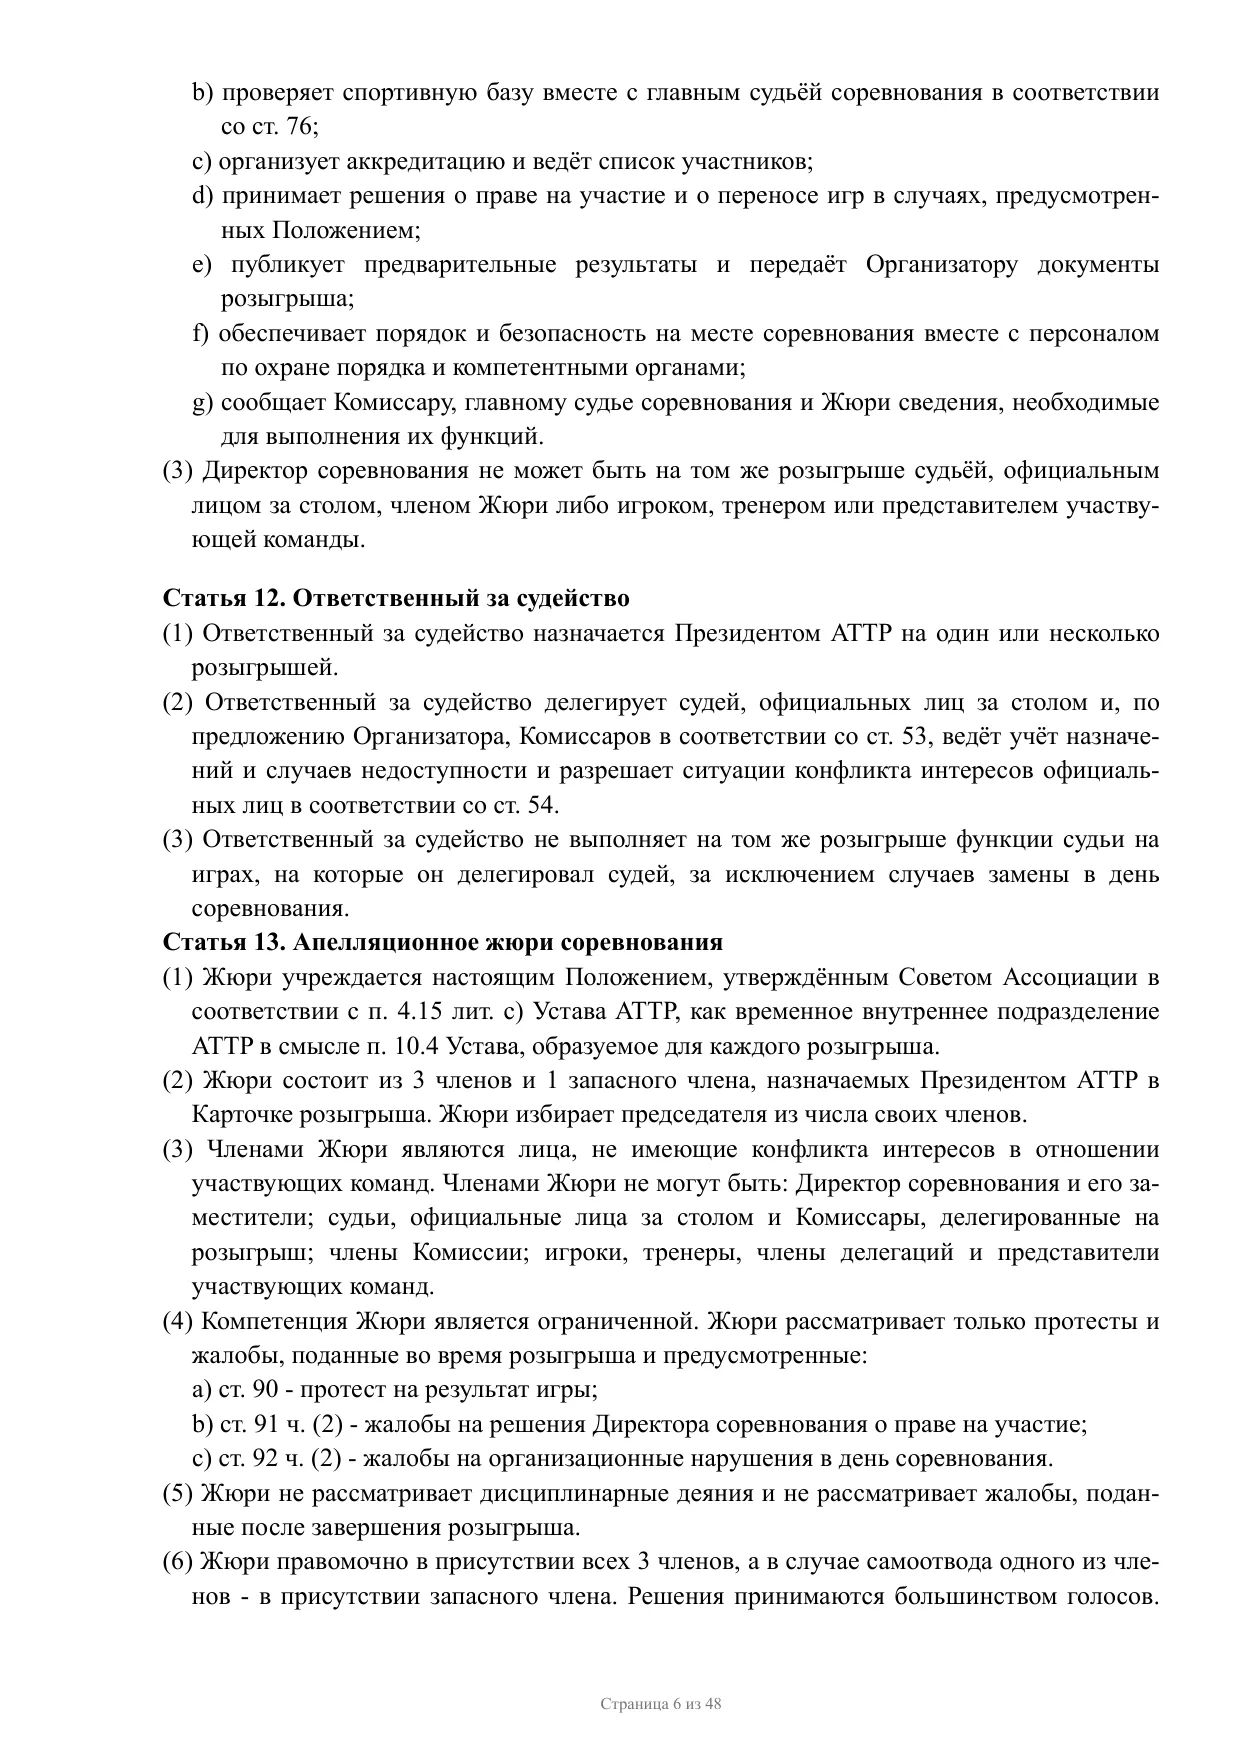 b) проверяет спортивную базу вместе с главным судьёй соревнования в соответствии
со ст. 76;
c) организует аккредитацию и ведёт список участников;
d) принимает решения о праве на участие и о переносе игр в случаях, предусмотрен-
ных Положением;
e) публикует предварительные результаты и передаёт Организатору документы
розыгрыша;
f) обеспечивает порядок и безопасность на месте соревнования вместе с персоналом
по охране порядка и компетентными органами;
g) сообщает Комиссару, главному судье соревнования и Жюри сведения, необходимые
для выполнения их функций.
(3) Директор соревнования не может быть на том же розыгрыше судьёй, официальным
лицом за столом, членом Жюри либо игроком, тренером или представителем участву-
ющей команды.
Статья 12. Ответственный за судейство
(1) Ответственный за судейство назначается Президентом АТТР на один или несколько
розыгрышей.
(2) Ответственный за судейство делегирует судей, официальных лиц за столом и, по
предложению Организатора, Комиссаров в соответствии со ст. 53, ведёт учёт назначе-
ний и случаев недоступности и разрешает ситуации конфликта интересов официаль-
ных лиц в соответствии со ст. 54.
(3) Ответственный за судейство не выполняет на том же розыгрыше функции судьи на
играх, на которые он делегировал судей, за исключением случаев замены в день
соревнования.
Статья 13. Апелляционное жюри соревнования
(1) Жюри учреждается настоящим Положением, утверждённым Советом Ассоциации в
соответствии с п. 4.15 лит. c) Устава АТТР, как временное внутреннее подразделение
АТТР в смысле п. 10.4 Устава, образуемое для каждого розыгрыша.
(2) Жюри состоит из 3 членов и 1 запасного члена, назначаемых Президентом АТТР в
Карточке розыгрыша. Жюри избирает председателя из числа своих членов.
(3) Членами Жюри являются лица, не имеющие конфликта интересов в отношении
участвующих команд. Членами Жюри не могут быть: Директор соревнования и его за-
местители; судьи, официальные лица за столом и Комиссары, делегированные на
розыгрыш; члены Комиссии; игроки, тренеры, члены делегаций и представители
участвующих команд.
(4) Компетенция Жюри является ограниченной. Жюри рассматривает только протесты и
жалобы, поданные во время розыгрыша и предусмотренные:
a) ст. 90 - протест на результат игры;
b) ст. 91 ч. (2) - жалобы на решения Директора соревнования о праве на участие;
c) ст. 92 ч. (2) - жалобы на организационные нарушения в день соревнования.
(5) Жюри не рассматривает дисциплинарные деяния и не рассматривает жалобы, подан-
ные после завершения розыгрыша.
(6) Жюри правомочно в присутствии всех 3 членов, а в случае самоотвода одного из чле-
нов - в присутствии запасного члена. Решения принимаются большинством голосов.
Страница 6 из 48